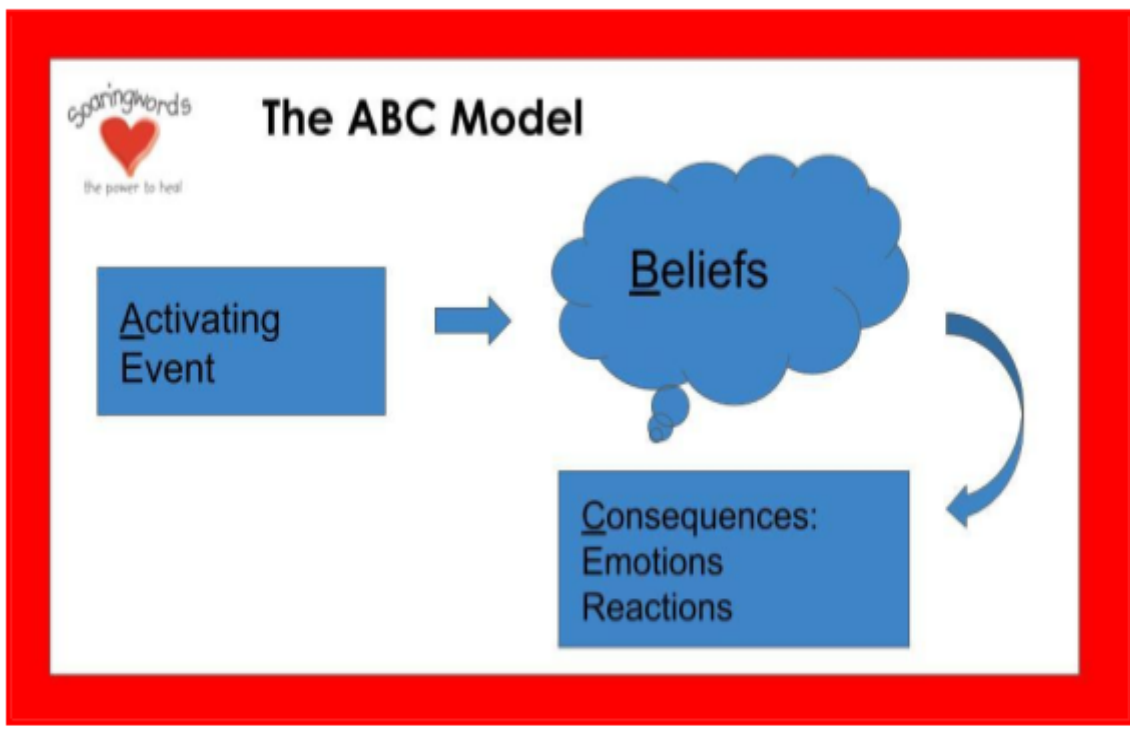 Soaringwords
the power to heal
The ABC Model
Activating
Event
Beliefs
Consequences:
Emotions
Reactions